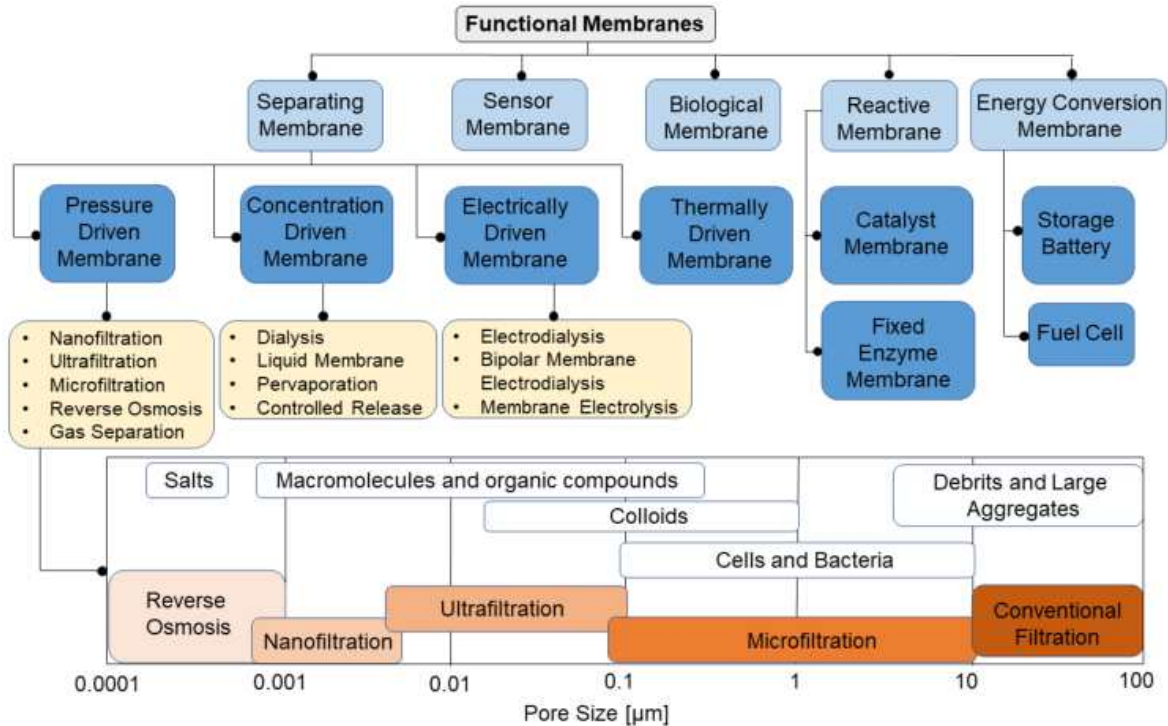 Functional Membranes
Separating
Membrane
Sensor
Membrane
Biological
Membrane
Reactive
Membrane
Energy Conversion
Membrane
Pressure
Driven
Membrane
Concentration
Driven
Membrane
Electrically
Driven
Membrane
Thermally
Driven
Membrane
Catalyst
Membrane
Storage
Battery
Fixed
Enzyme
Membrane
Fuel Cell
• Nanofiltration
• Ultrafiltration
• Microfiltration
• Reverse Osmosis
• Gas Separation
• Dialysis
• Liquid Membrane
• Pervaporation
• Controlled Release
• Electrodialysis
• Bipolar Membrane
Electrodialysis
• Membrane Electrolysis
Salts
Macromolecules and organic compounds
Debrits and Large
Aggregates
Colloids
Cells and Bacteria
Reverse
Osmosis
Nanofiltration
Ultrafiltration
Microfiltration
Conventional
Filtration
0.0001
0.001
0.01
0.1
1
10
100
Pore Size [µm]